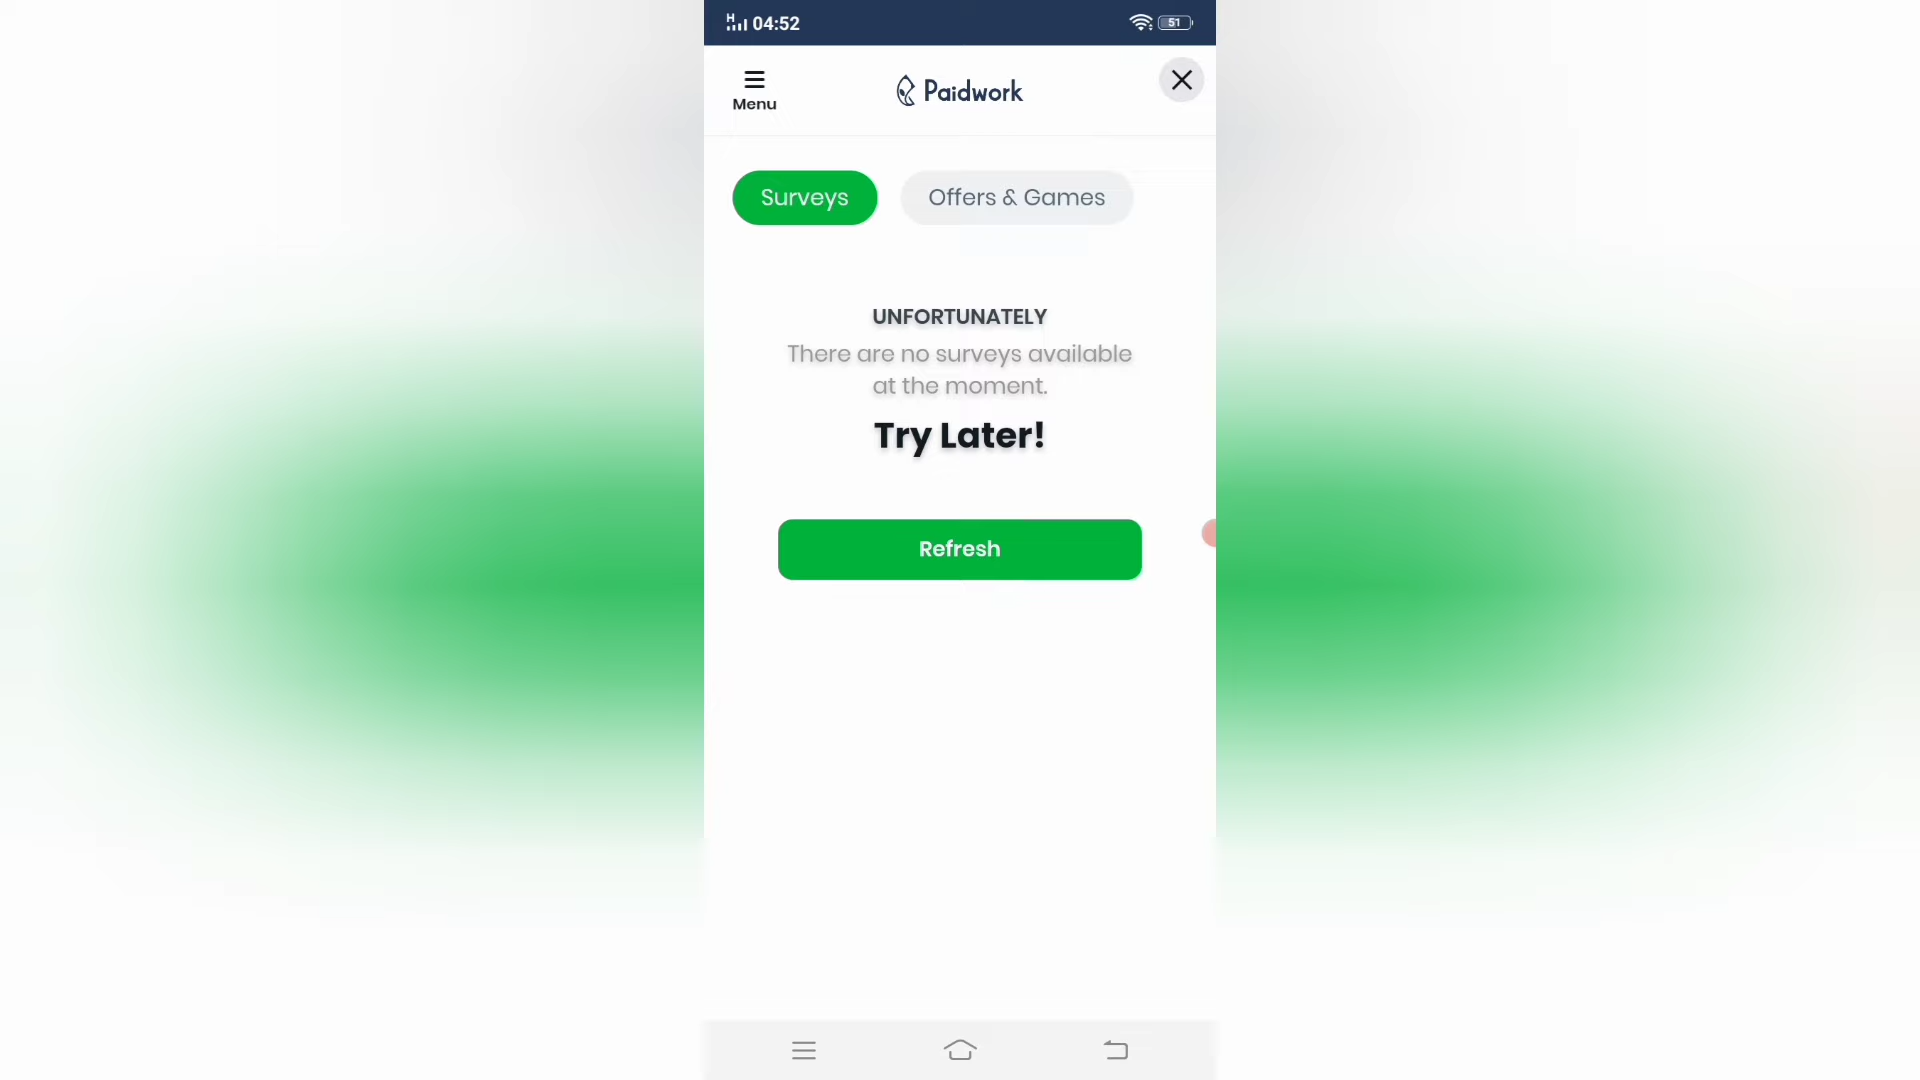 H 04:52 51
Menu
Paidwork
Surveys
Offers & Games
UNFORTUNATELY
There are no surveys available
at the moment.
Try Later!
Refresh